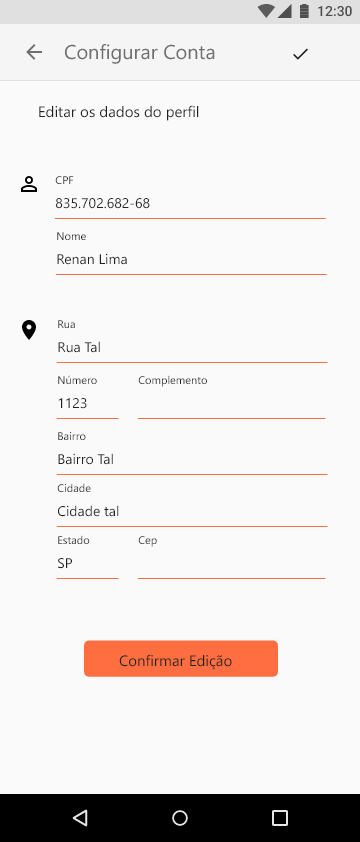 12:30
Configurar Conta
Editar os dados do perfil
CPF
835.702.682-68
Nome
Renan Lima
Rua
Rua Tal
Número Complemento
1123
Bairro
Bairro Tal
Cidade
Cidade tal
Estado Cep
SP
Confirmar Edição